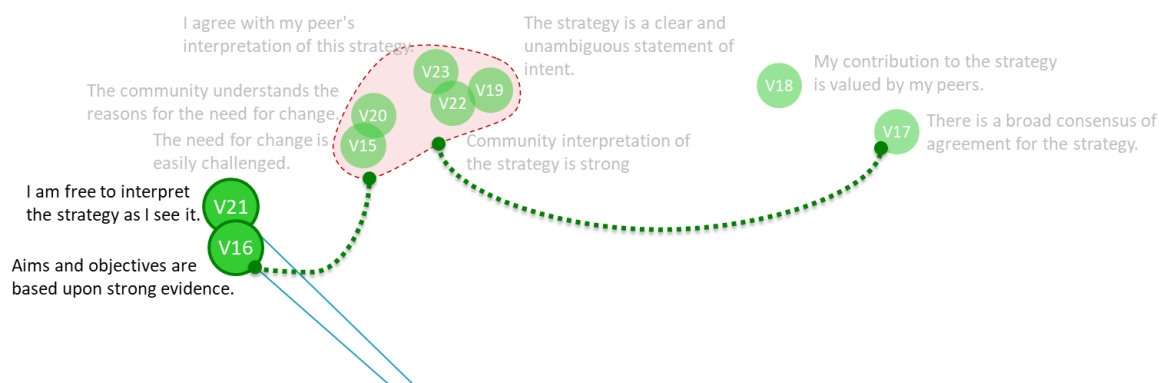 I agree with my peer's
interpretation of this strategy.
The strategy is a clear and
unambiguous statement of
intent.
V23
V19
V22
My contribution to the strategy
is valued by my peers.
V18
The community understands the
reasons for the need for change.
V20
There is a broad consensus of
agreement for the strategy.
V17
The need for change is
easily challenged.
V15
Community interpretation of
the strategy is strong
I am free to interpret
the strategy as I see it.
V21
V16
Aims and objectives are
based upon strong evidence.